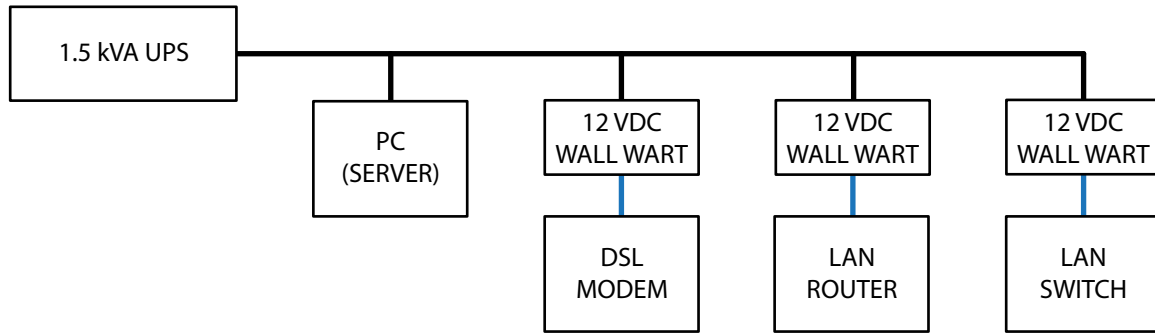 1.5 kVA UPS
PC
(SERVER)
12 VDC
WALL WART
12 VDC
WALL WART
12 VDC
WALL WART
DSL
MODEM
LAN
ROUTER
LAN
SWITCH